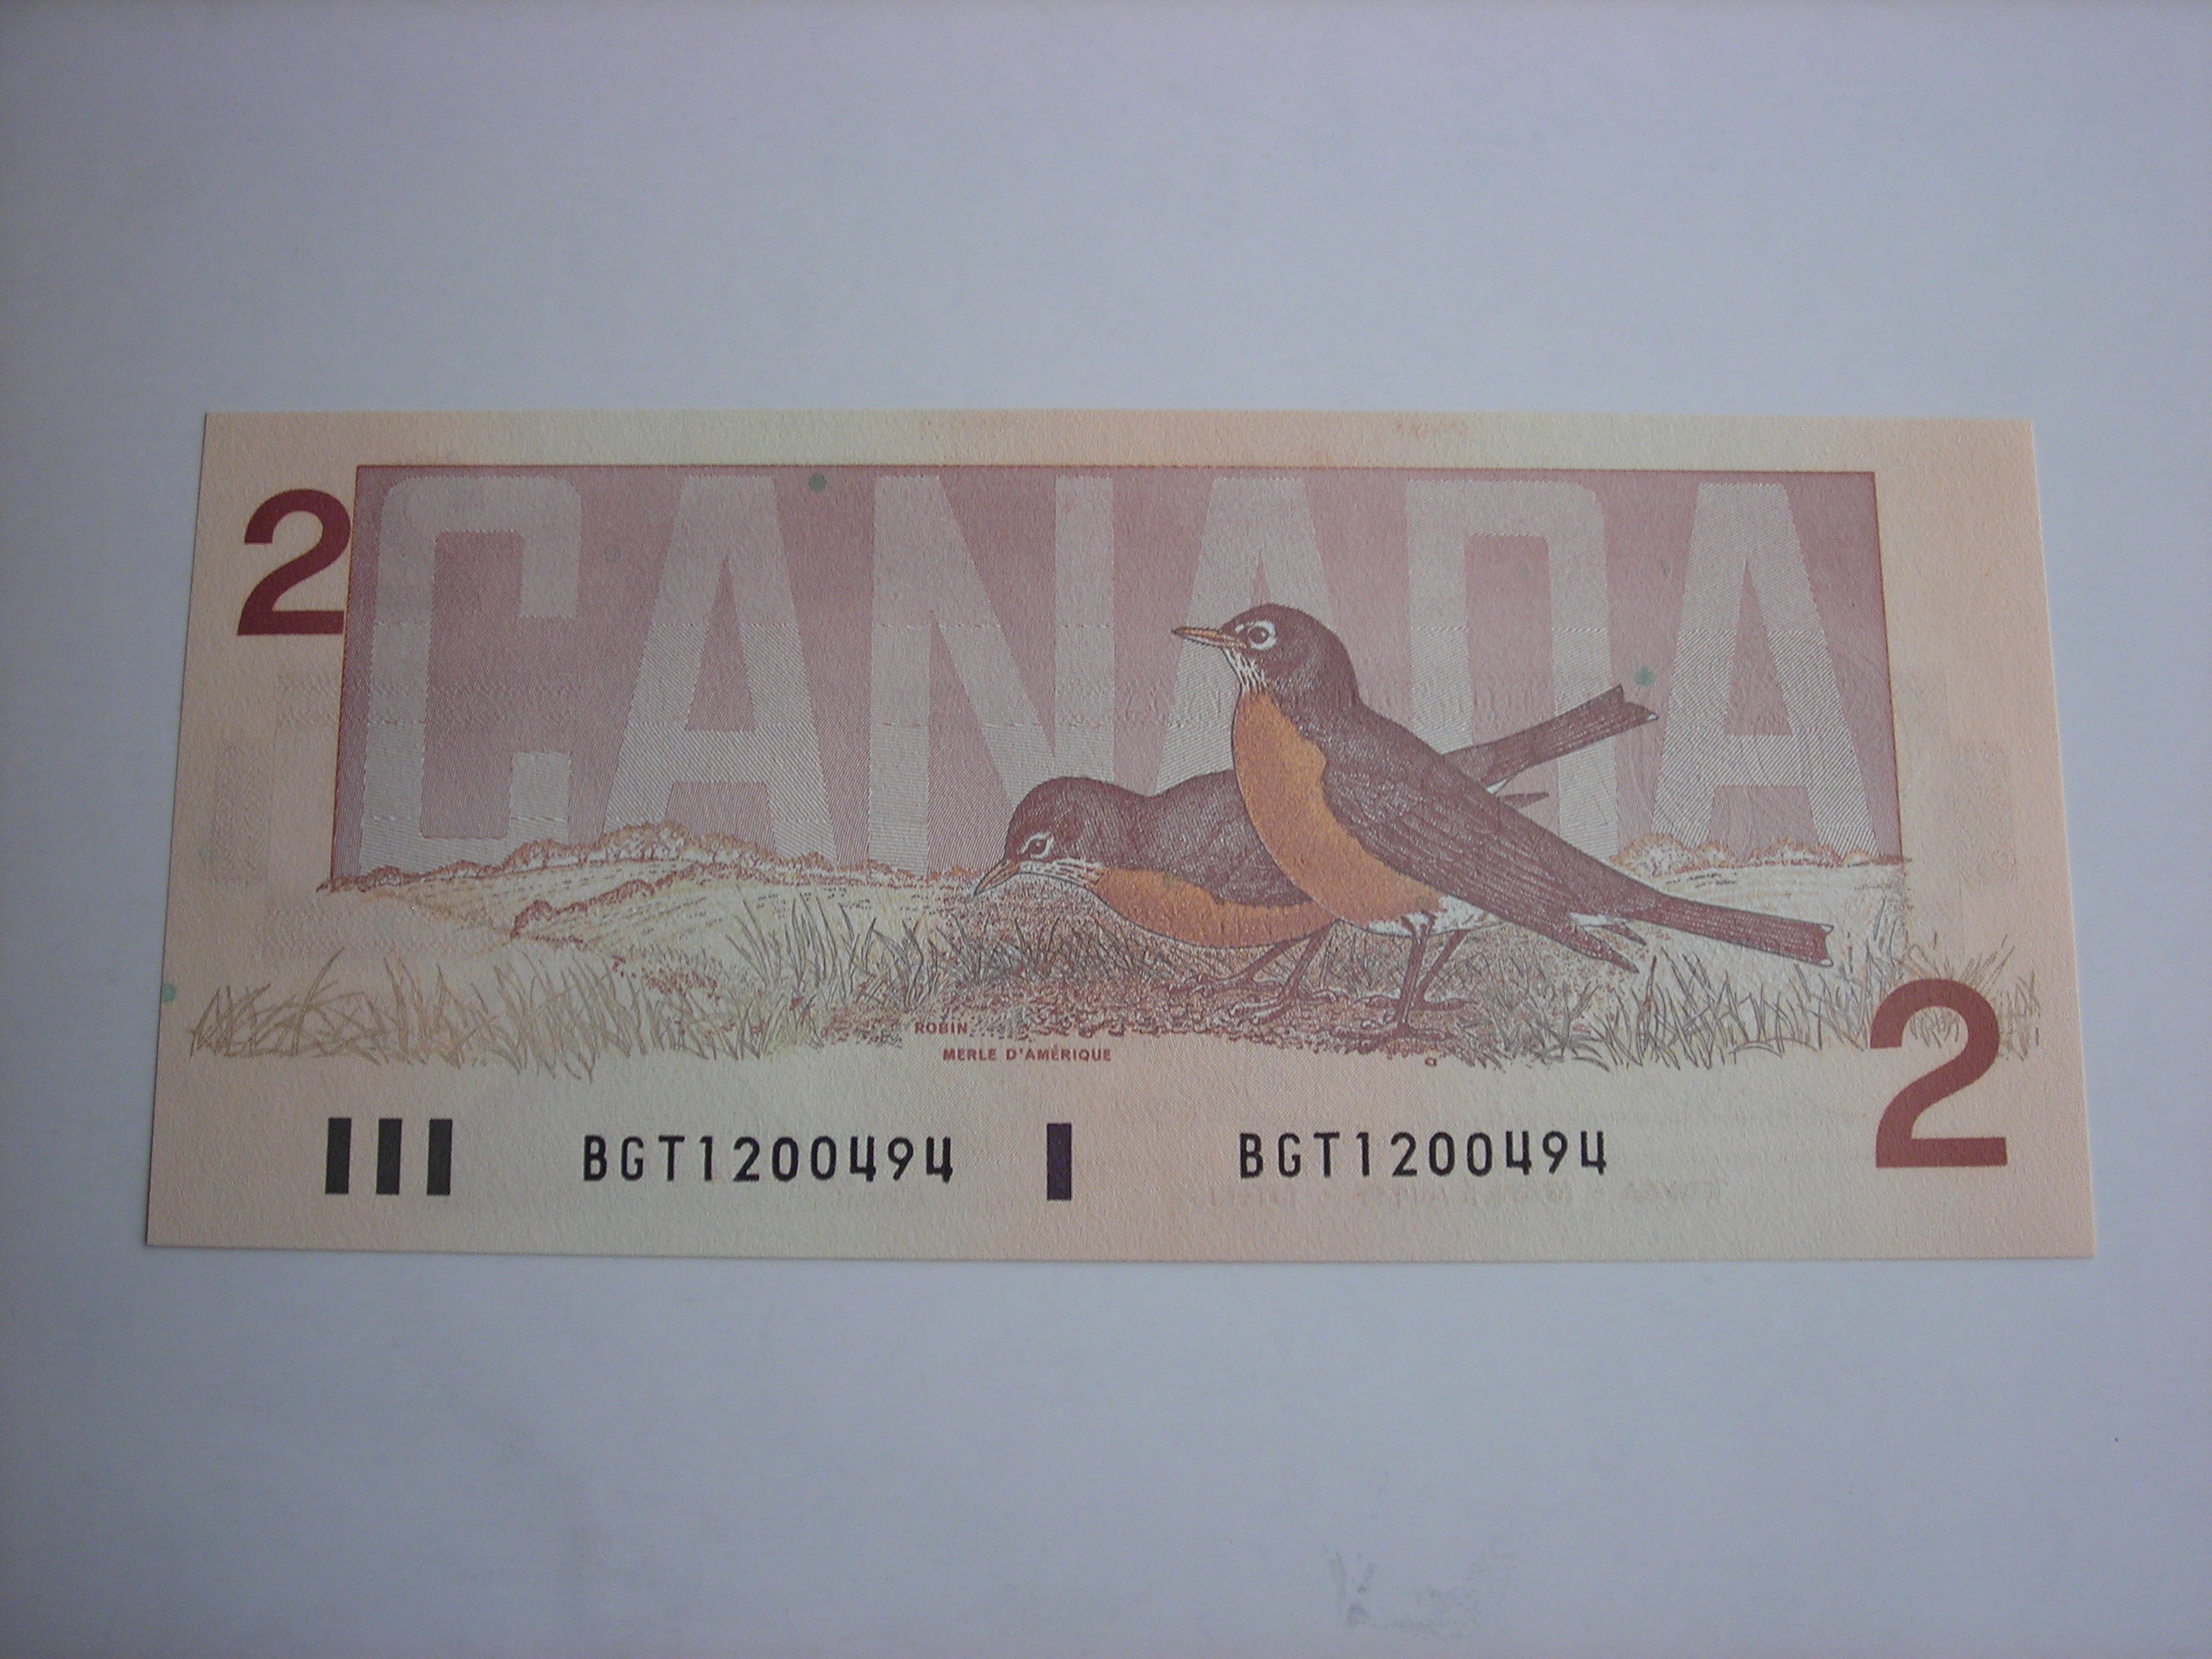 2
CANADA
ROBIN
MERLE D'AMÉRIQUE
BGT1200494 BGT1200494
2